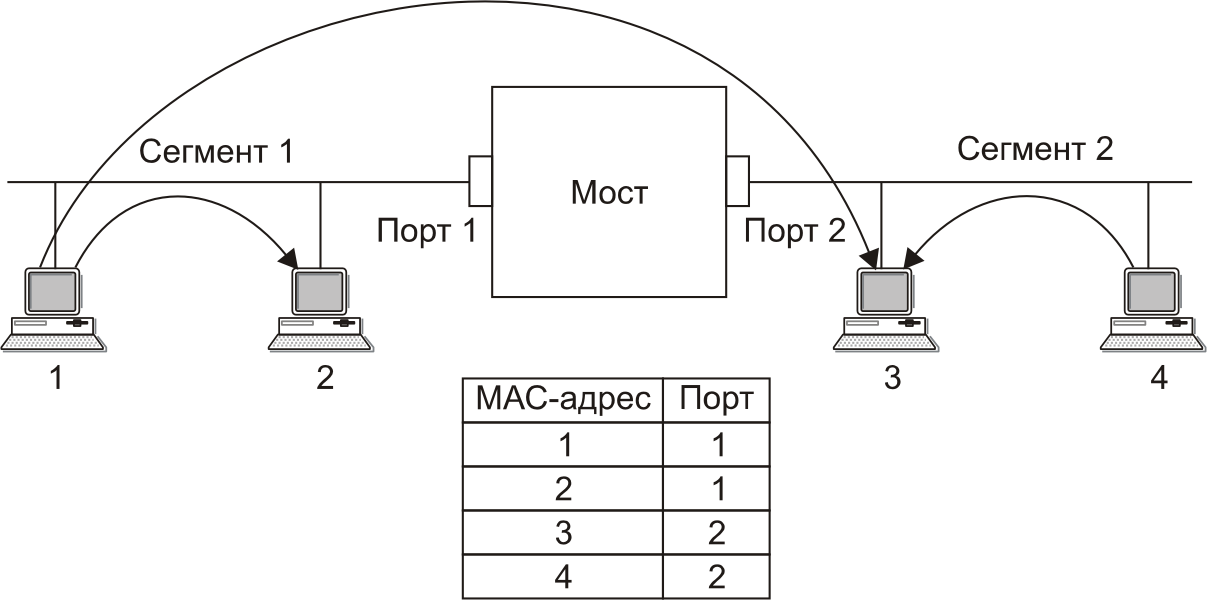 Сегмент 1
Сегмент 2
Мост
Порт 1
Порт 2
1
2
3
4
МАС-адрес Порт
1 1
2 1
3 2
4 2